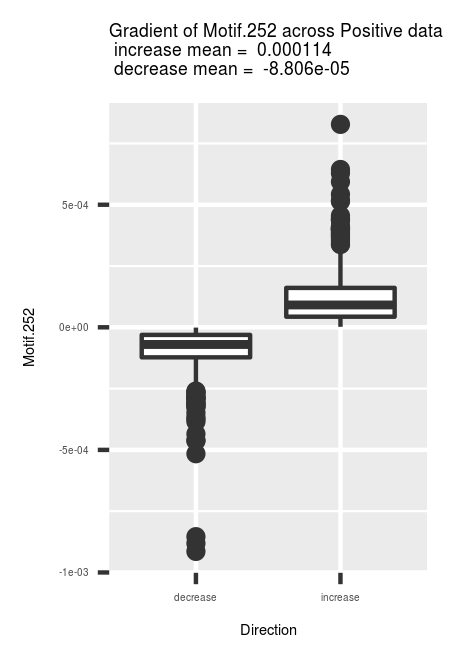 Gradient of Motif.252 across Positive data
increase mean =  0.000114
decrease mean =  -8.806e-05
5e-04
0e+00
-5e-04
-1e-03
Motif.252
decrease
increase
Direction